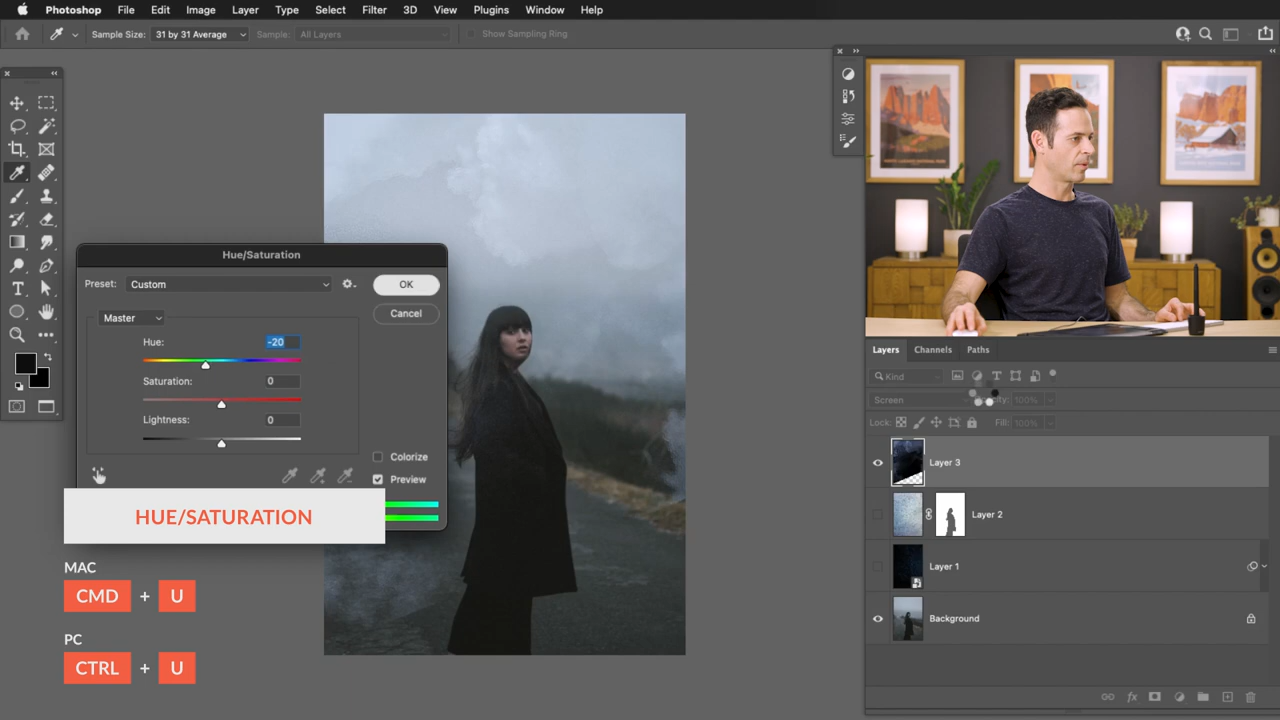 Photoshop File Edit Image Layer Type Select Filter 3D View Plugins Window Help
Sample Size: 31 by 31 Average Sample: All Layers Show Sampling Ring
Hue/Saturation
Preset: Custom
OK
Master
Cancel
Hue: -20
Saturation: 0
Lightness: 0
Colorize
Preview
HUE/SATURATION
MAC
CMD + U
PC
CTRL + U
Layers Channels Paths
Kind
Screen 100%
Lock: Fill: 100%
Layer 3
Layer 2
Layer 1
Background